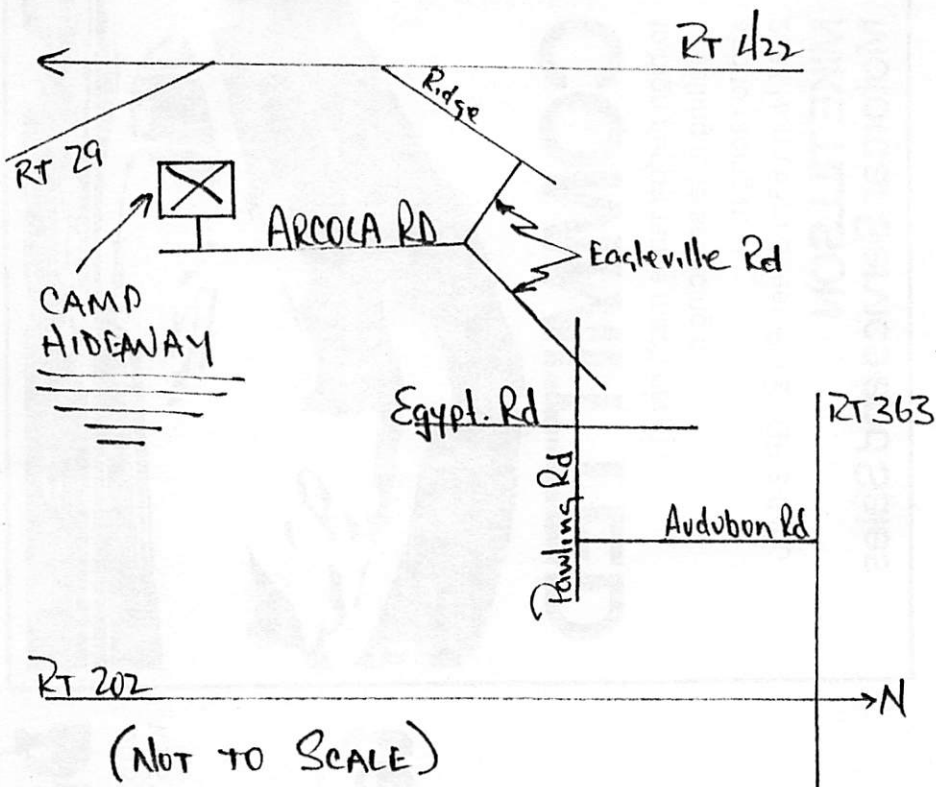 RT 422
Ridge
RT 29
ARCOLA RD
Eagleville Rd
CAMP
HIDEAWAY
Egypt. Rd
RT 363
Pawling Rd
Audubon Rd
RT 202
N
(NOT TO SCALE)